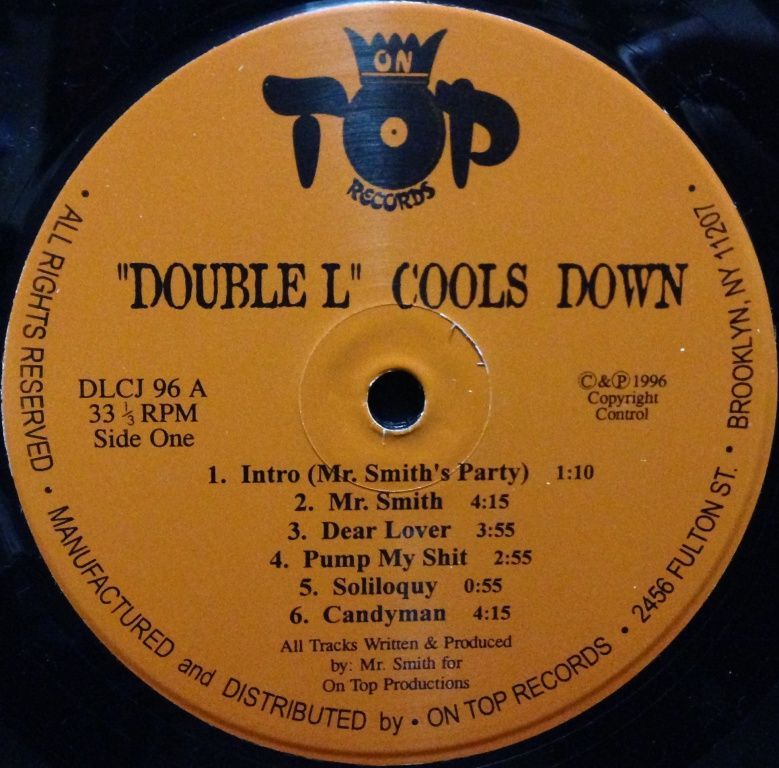 ON
TOP
RECORDS
"DOUBLE L" COOLS DOWN
DLCJ 96 A
33 ⅓ RPM
Side One
©&℗1996
Copyright
Control
1. Intro (Mr. Smith's Party) 1:10
2. Mr. Smith 4:15
3. Dear Lover 3:55
4. Pump My Shit 2:55
5. Soliloquy 0:55
6. Candyman 4:15
All Tracks Written & Produced
by: Mr. Smith for
On Top Productions
• ALL RIGHTS RESERVED • MANUFACTURED and DISTRIBUTED by • ON TOP RECORDS • 2456 FULTON ST. • BROOKLYN, NY 11207 •